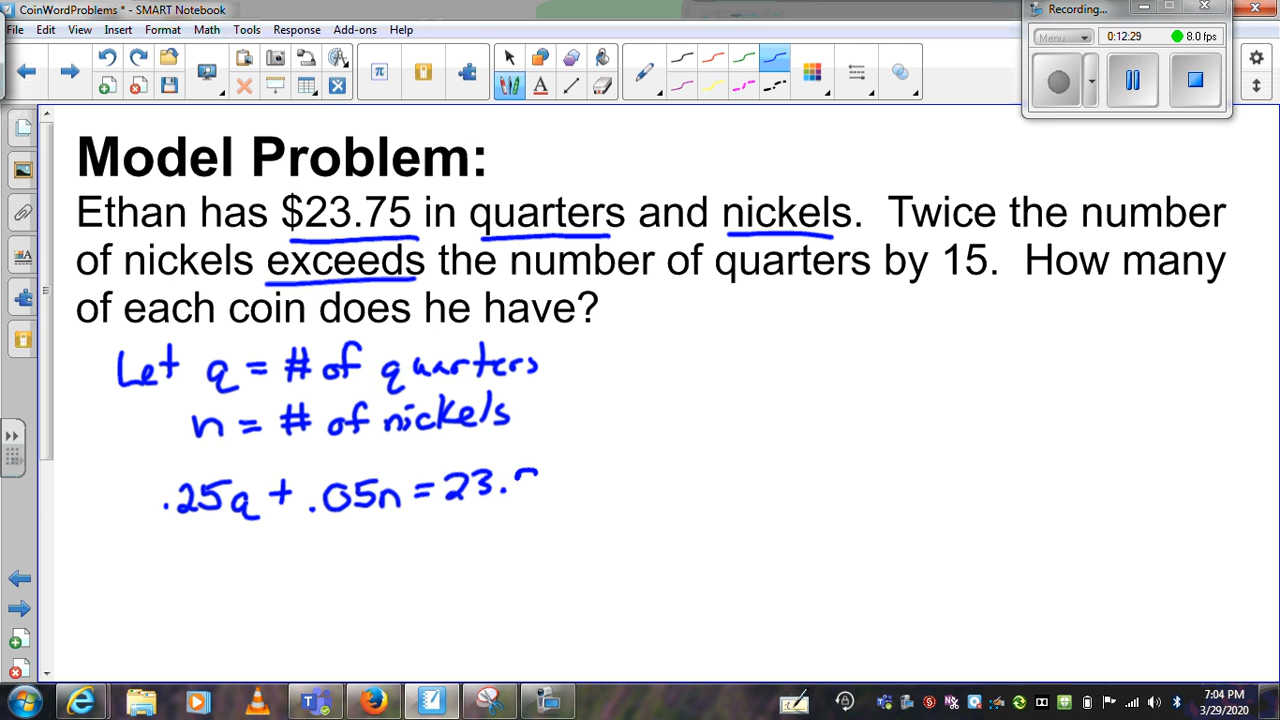 CoinWordProblems * - SMART Notebook
Recording...
File Edit View Insert Format Math Tools Response Add-ons Help
Menu 0:12:29 8.0 fps
Model Problem:
Ethan has $23.75 in quarters and nickels. Twice the number
of nickels exceeds the number of quarters by 15. How many
of each coin does he have?
Let q = # of quarters
n = # of nickels
.25q + .05n = 23.
7:04 PM
3/29/2020